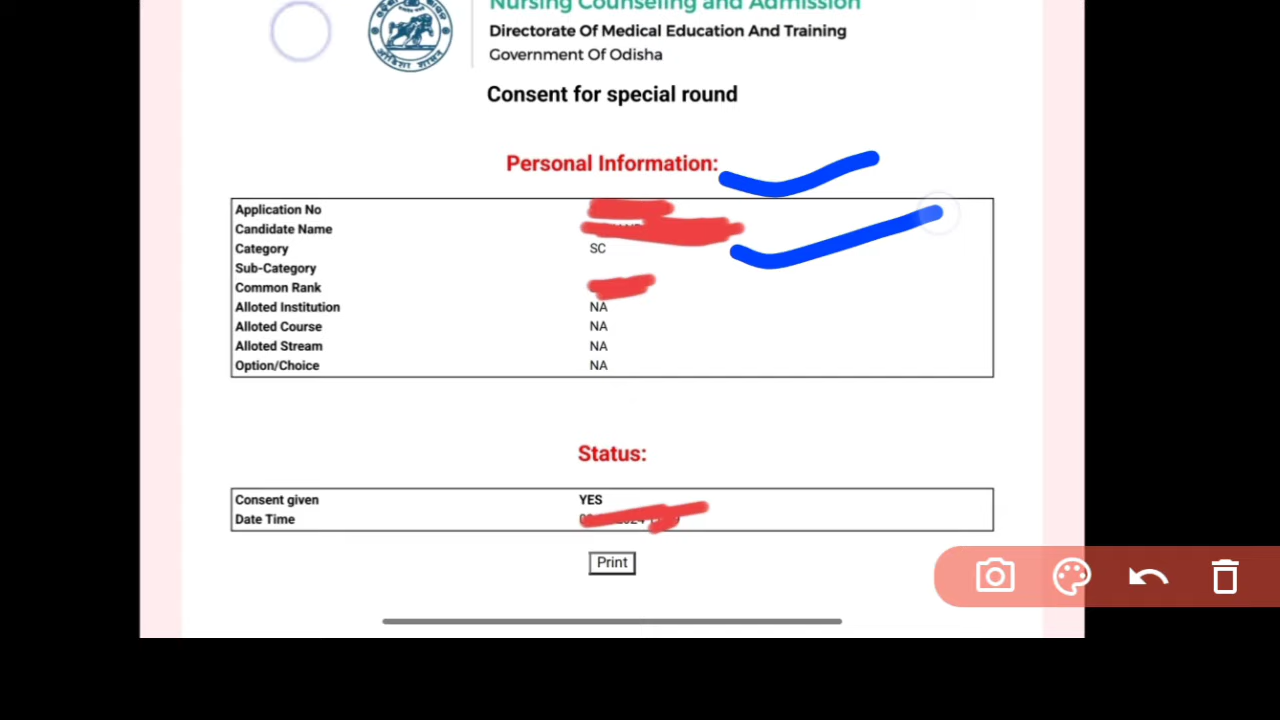 Nursing Counseling and Admission
Directorate Of Medical Education And Training
Government Of Odisha
Consent for special round
Personal Information:
Application No
Candidate Name
Category SC
Sub-Category
Common Rank
Alloted Institution NA
Alloted Course NA
Alloted Stream NA
Option/Choice NA
Status:
Consent given YES
Date Time
Print